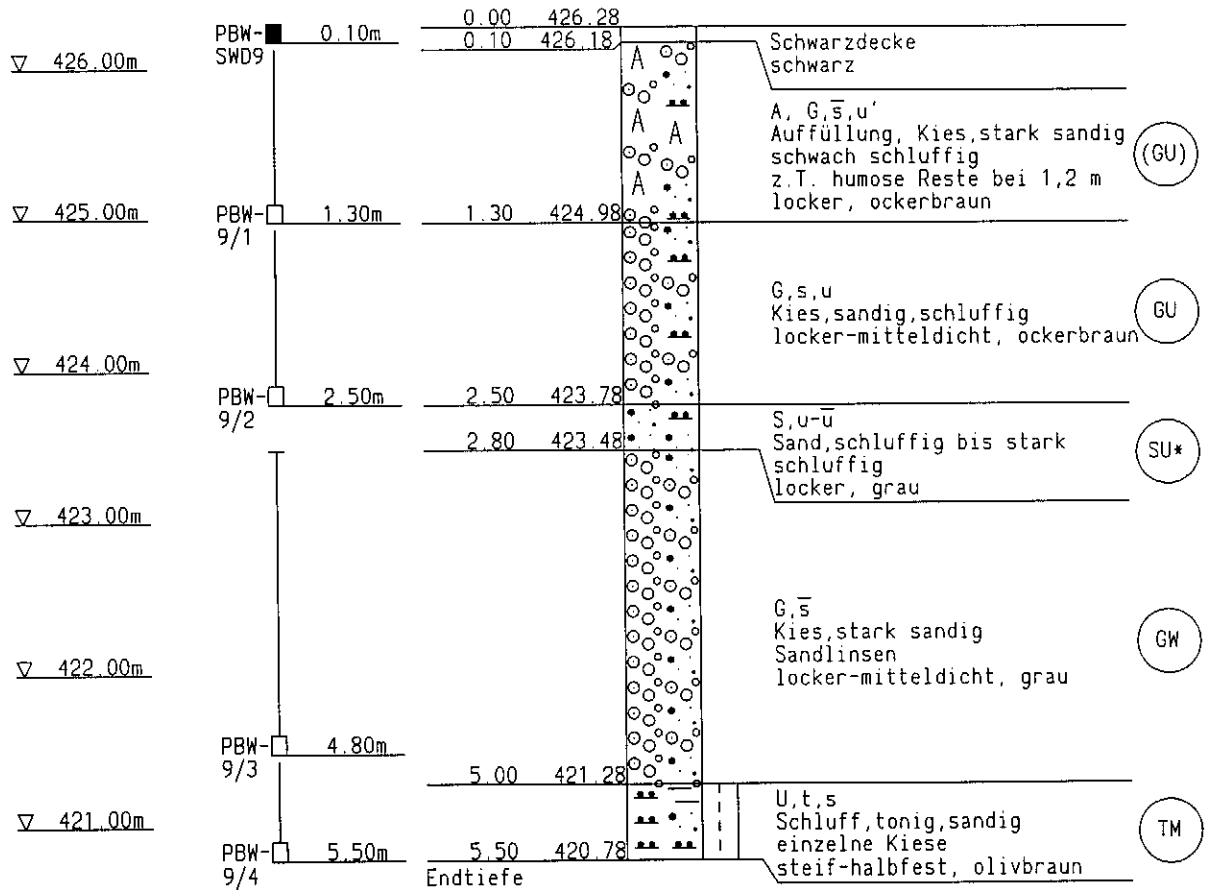 0.00 426.28
PBW- 0.10m 0.10 426.18
SWD9
Schwarzdecke
schwarz
▽ 426.00m
A, G,s̅,u'
Auffüllung, Kies,stark sandig
schwach schluffig
z.T. humose Reste bei 1,2 m
locker, ockerbraun
(GU)
A
A
A
A
▽ 425.00m
PBW- 1.30m 1.30 424.98
9/1
G,s,u
Kies,sandig,schluffig
locker-mitteldicht, ockerbraun
GU
▽ 424.00m
PBW- 2.50m 2.50 423.78
9/2
S,u-u̅
Sand,schluffig bis stark
schluffig
locker, grau
SU*
2.80 423.48
▽ 423.00m
G,s̅
Kies,stark sandig
Sandlinsen
locker-mitteldicht, grau
GW
▽ 422.00m
PBW- 4.80m
9/3
5.00 421.28
U,t,s
Schluff,tonig,sandig
einzelne Kiese
steif-halbfest, olivbraun
TM
▽ 421.00m
PBW- 5.50m 5.50 420.78
9/4
Endtiefe